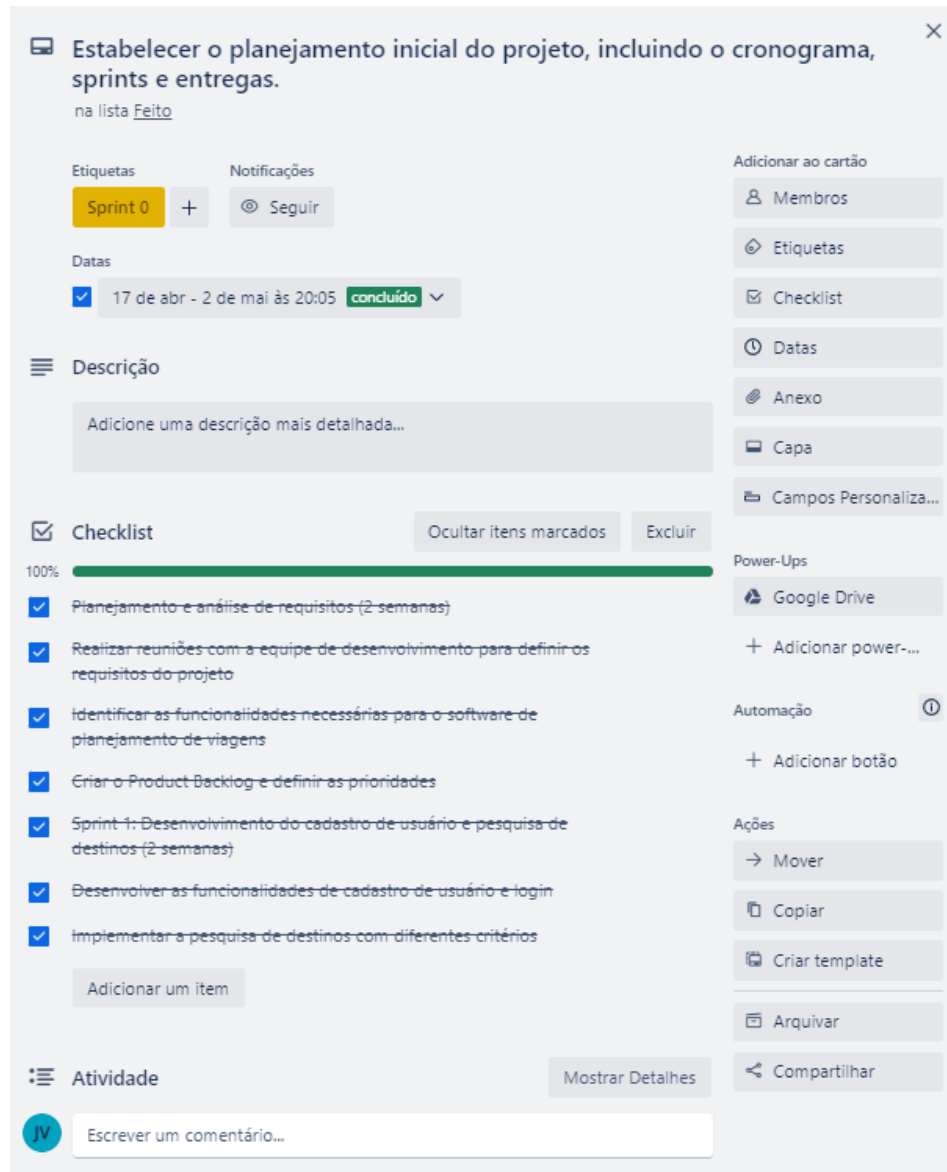 Estabelecer o planejamento inicial do projeto, incluindo o cronograma,
sprints e entregas.
na lista Feito
Etiquetas
Notificações
Sprint 0
Seguir
Datas
17 de abr - 2 de mai às 20:05 concluído
Descrição
Adicione uma descrição mais detalhada...
Checklist
Ocultar itens marcados
Excluir
100%
Planejamento e análise de requisitos (2 semanas)
Realizar reuniões com a equipe de desenvolvimento para definir os
requisitos do projeto
Identificar as funcionalidades necessárias para o software de
planejamento de viagens
Criar o Product Backlog e definir as prioridades
Sprint 1: Desenvolvimento do cadastro de usuário e pesquisa de
destinos (2 semanas)
Desenvolver as funcionalidades de cadastro de usuário e login
Implementar a pesquisa de destinos com diferentes critérios
Adicionar um item
Atividade
Mostrar Detalhes
JV
Escrever um comentário...
Adicionar ao cartão
Membros
Etiquetas
Checklist
Datas
Anexo
Capa
Campos Personaliza...
Power-Ups
Google Drive
+ Adicionar power-...
Automação
+ Adicionar botão
Ações
Mover
Copiar
Criar template
Arquivar
Compartilhar